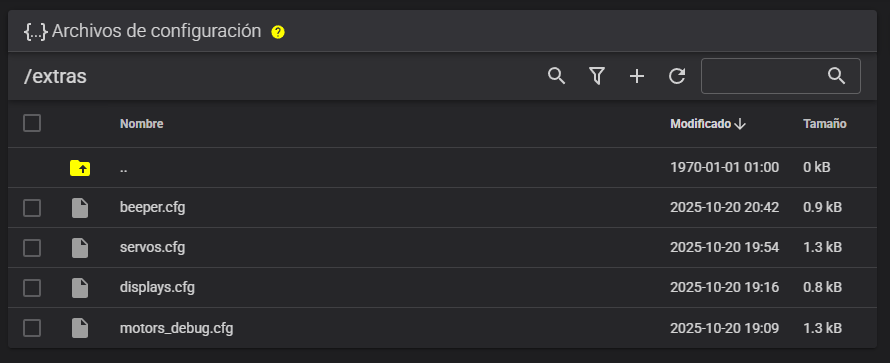 {...} Archivos de configuración ?
/extras
Nombre Modificado Tamaño
.. 1970-01-01 01:00 0 kB
beeper.cfg 2025-10-20 20:42 0.9 kB
servos.cfg 2025-10-20 19:54 1.3 kB
displays.cfg 2025-10-20 19:16 0.8 kB
motors_debug.cfg 2025-10-20 19:09 1.3 kB